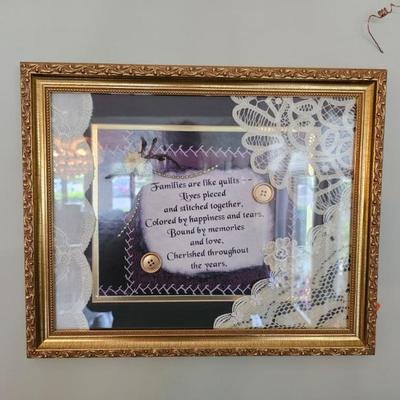 Families are like quilts --
Lives pieced
and stitched together,
Colored by happiness and tears,
Bound by memories
and love,
Cherished throughout
the years.